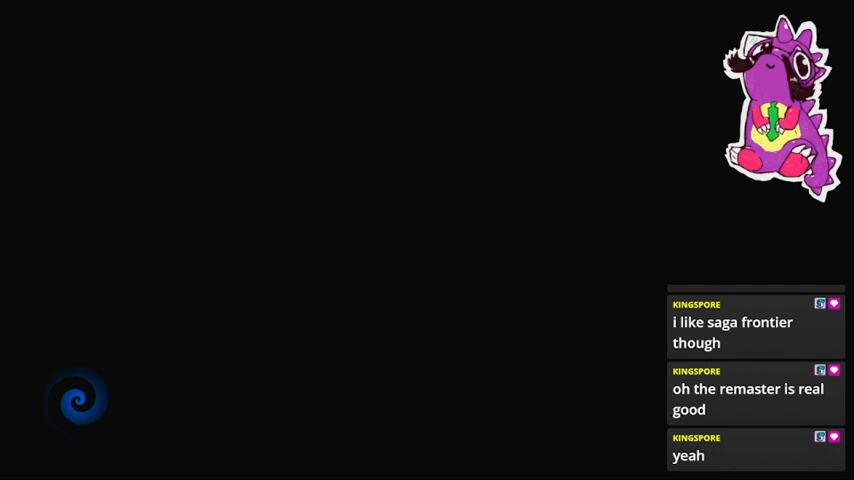 KINGSPORE
i like saga frontier
though
KINGSPORE
oh the remaster is real
good
KINGSPORE
yeah